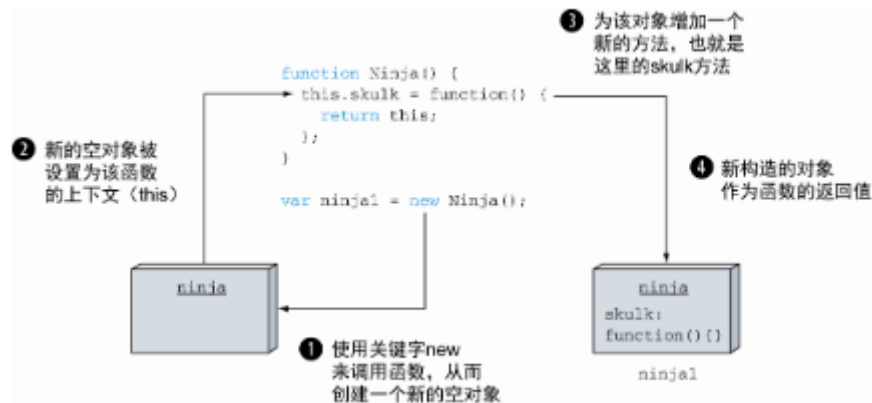 ❸ 为该对象增加一个
新的方法，也就是
这里的skulk方法
function Ninja() {
this.skulk = function() {
return this;
};
}
❷ 新的空对象被
设置为该函数
的上下文（this）
❹ 新构造的对象
作为函数的返回值
var ninja1 = new Ninja();
ninja
ninja
skulk:
function(){}
ninja1
❶ 使用关键字new
来调用函数，从而
创建一个新的空对象